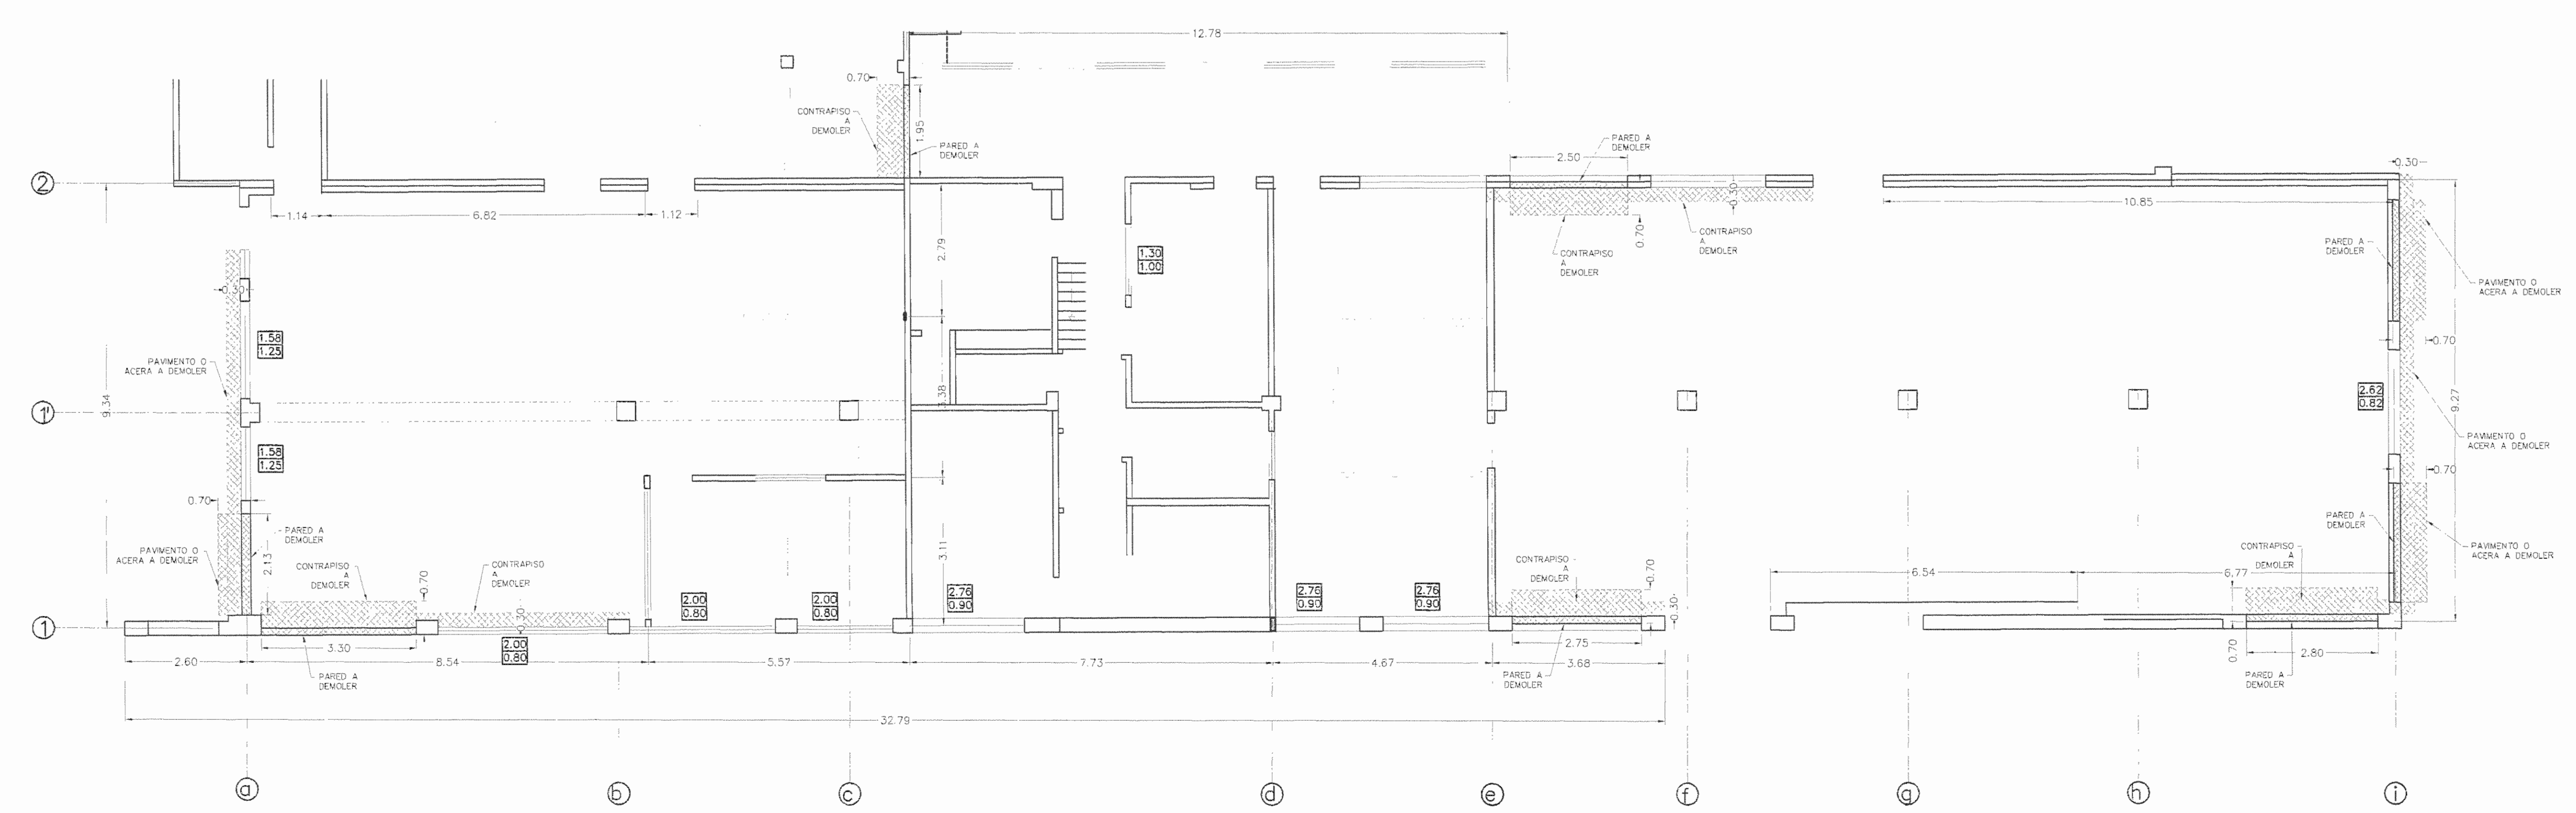 12.78
0.70
CONTRAPISO
A
DEMOLER
1.95
PARED A
DEMOLER
PARED A
DEMOLER
2.50
0.30
2
0.30
1.14
6.82
1.12
2.79
10.85
0.70
CONTRAPISO
A
DEMOLER
CONTRAPISO
A
DEMOLER
PARED A
DEMOLER
1.30
1.00
0.30
PAVIMENTO O
ACERA A DEMOLER
1.58
1.25
0.70
PAVIMENTO O
ACERA A DEMOLER
9.34
3.38
2.62
0.82
9.27
1'
1.58
1.25
PAVIMENTO O
ACERA A DEMOLER
0.70
0.70
PARED A
DEMOLER
2.13
PAVIMENTO O
ACERA A DEMOLER
CONTRAPISO
A
DEMOLER
0.70
CONTRAPISO
A
DEMOLER
3.11
CONTRAPISO
A
DEMOLER
0.70
PARED A
DEMOLER
CONTRAPISO
A
DEMOLER
PAVIMENTO O
ACERA A DEMOLER
6.54
6.77
2.00
0.80
2.00
0.80
2.76
0.90
2.76
0.90
2.76
0.90
0.30
0.30
1
3.30
2.00
0.80
2.75
0.70
2.80
2.60
8.54
5.57
7.73
4.67
3.68
PARED A
DEMOLER
PARED A
DEMOLER
PARED A
DEMOLER
32.79
a
b
c
d
e
f
g
h
i